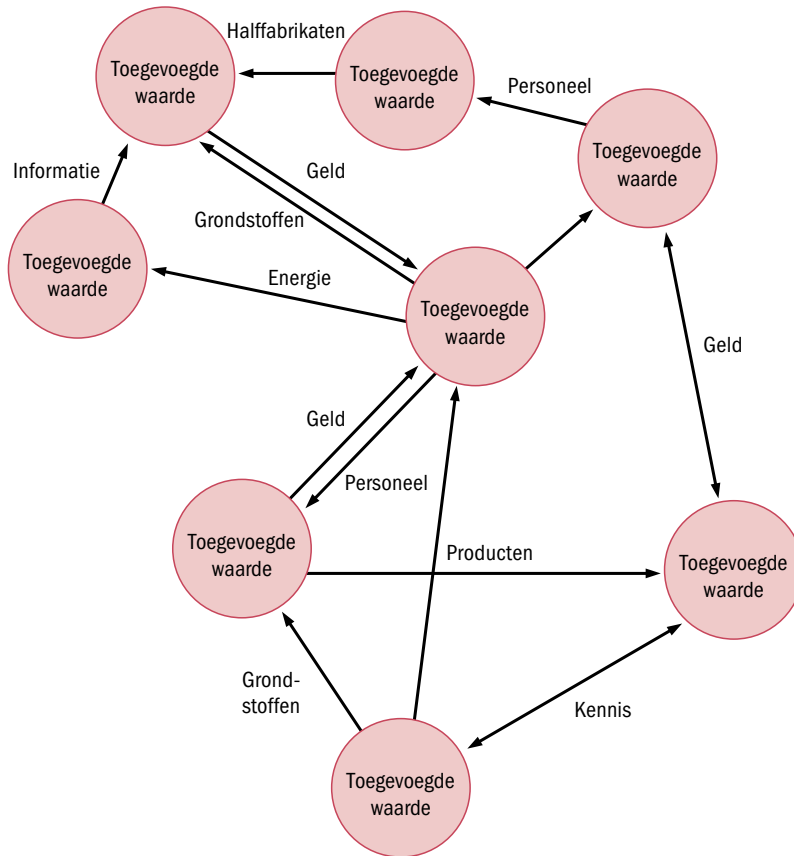 Halffabrikaten
Toegevoegde
waarde
Toegevoegde
waarde
Personeel
Toegevoegde
waarde
Informatie
Geld
Grondstoffen
Toegevoegde
waarde
Energie
Toegevoegde
waarde
Geld
Geld
Personeel
Toegevoegde
waarde
Producten
Toegevoegde
waarde
Grond-
stoffen
Kennis
Toegevoegde
waarde